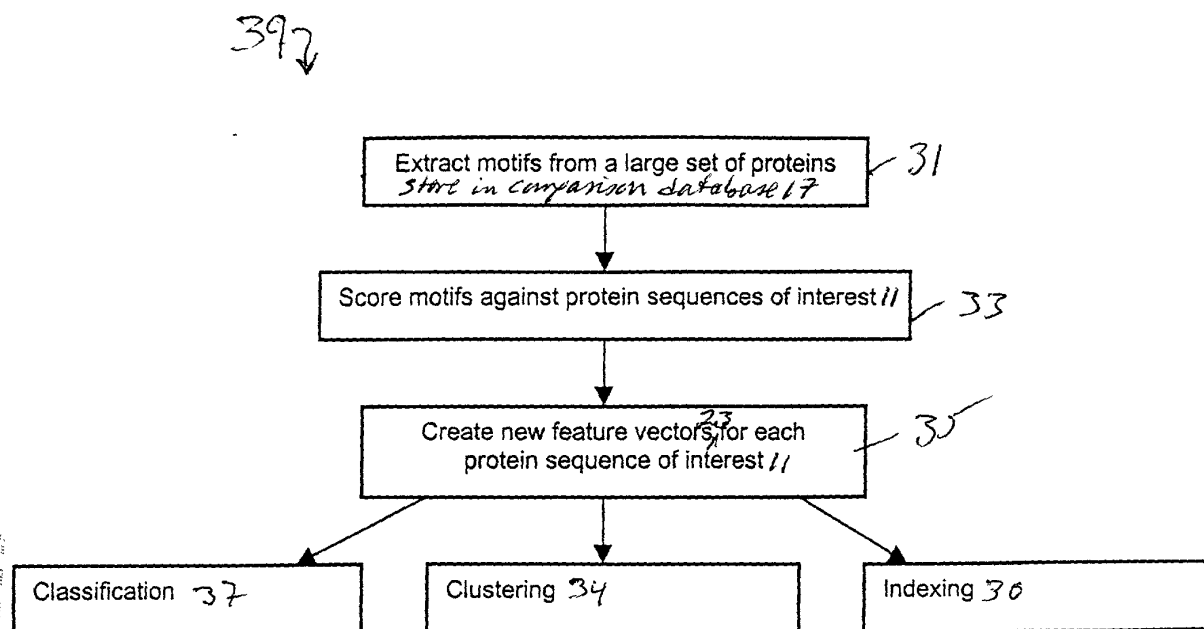 39
Extract motifs from a large set of proteins
store in comparison database 17
31
Score motifs against protein sequences of interest 11
33
23
Create new feature vectors, for each
protein sequence of interest 11
35
Classification 37
Clustering 34
Indexing 30